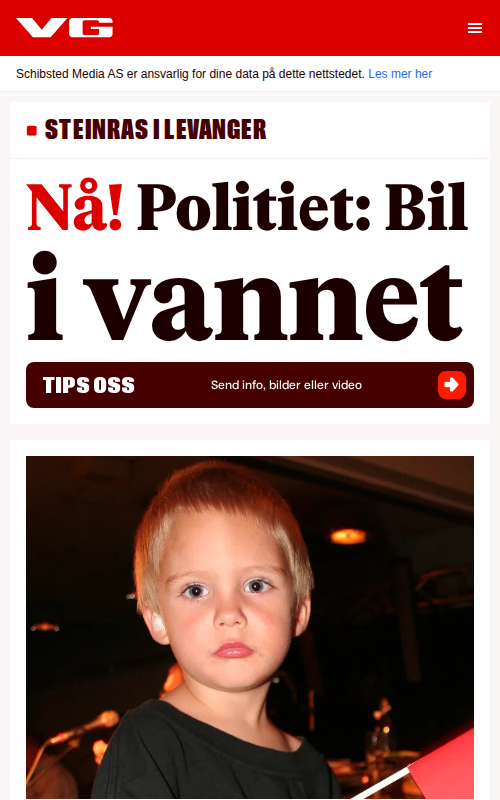 VG
Schibsted Media AS er ansvarlig for dine data på dette nettstedet. Les mer her
STEINRAS I LEVANGER
Nå! Politiet: Bil
i vannet
TIPS OSS Send info, bilder eller video